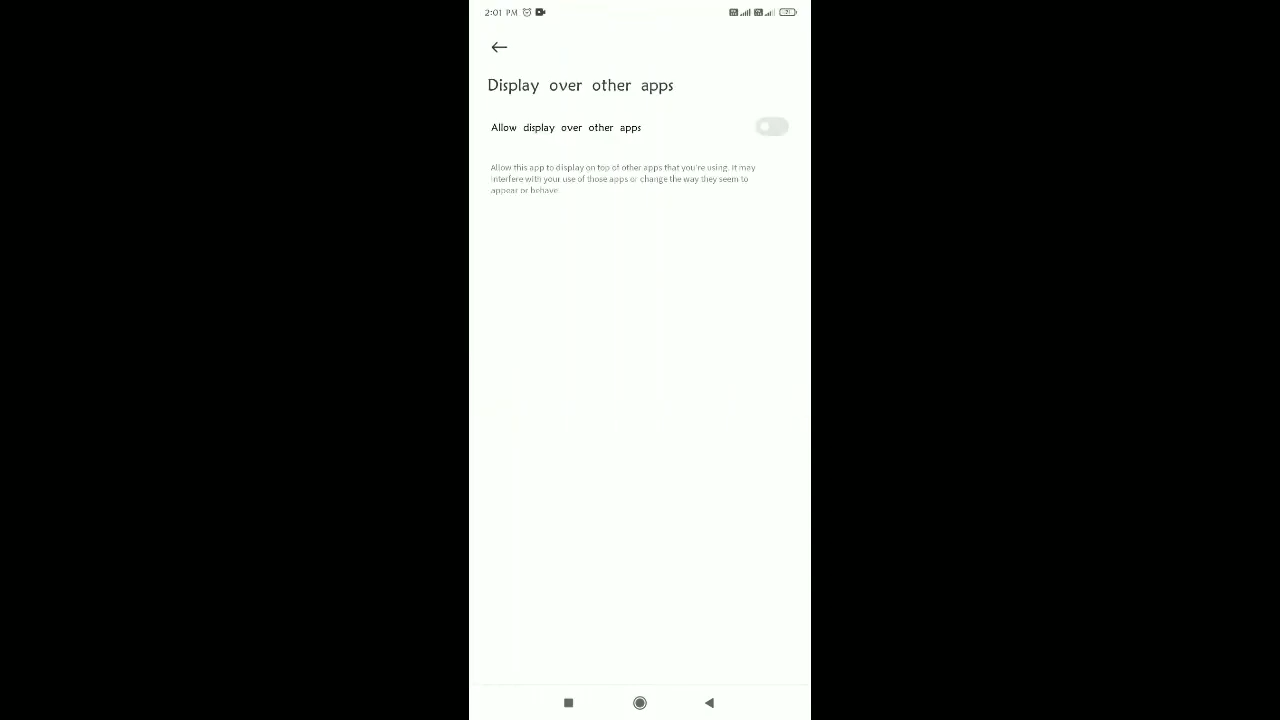 2:01 PM
Display over other apps
Allow display over other apps
Allow this app to display on top of other apps that you're using. It may
interfere with your use of those apps or change the way they seem to
appear or behave.